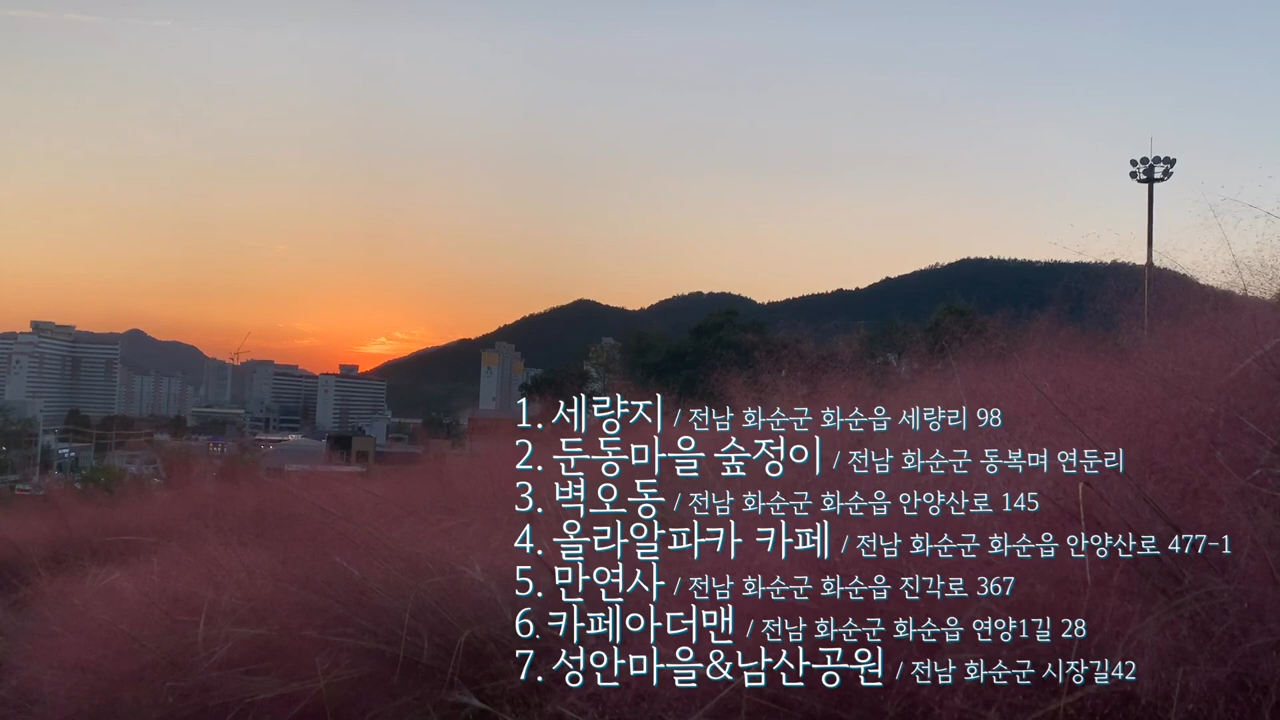 1. 세량지 / 전남 화순군 화순읍 세량리 98
2. 둔동마을 숲정이 / 전남 화순군 동복며 연둔리
3. 벽오동 / 전남 화순군 화순읍 안양산로 145
4. 올라알파카 카페 / 전남 화순군 화순읍 안양산로 477-1
5. 만연사 / 전남 화순군 화순읍 진각로 367
6. 카페아더맨 / 전남 화순군 화순읍 연양1길 28
7. 성안마을&남산공원 / 전남 화순군 시장길42